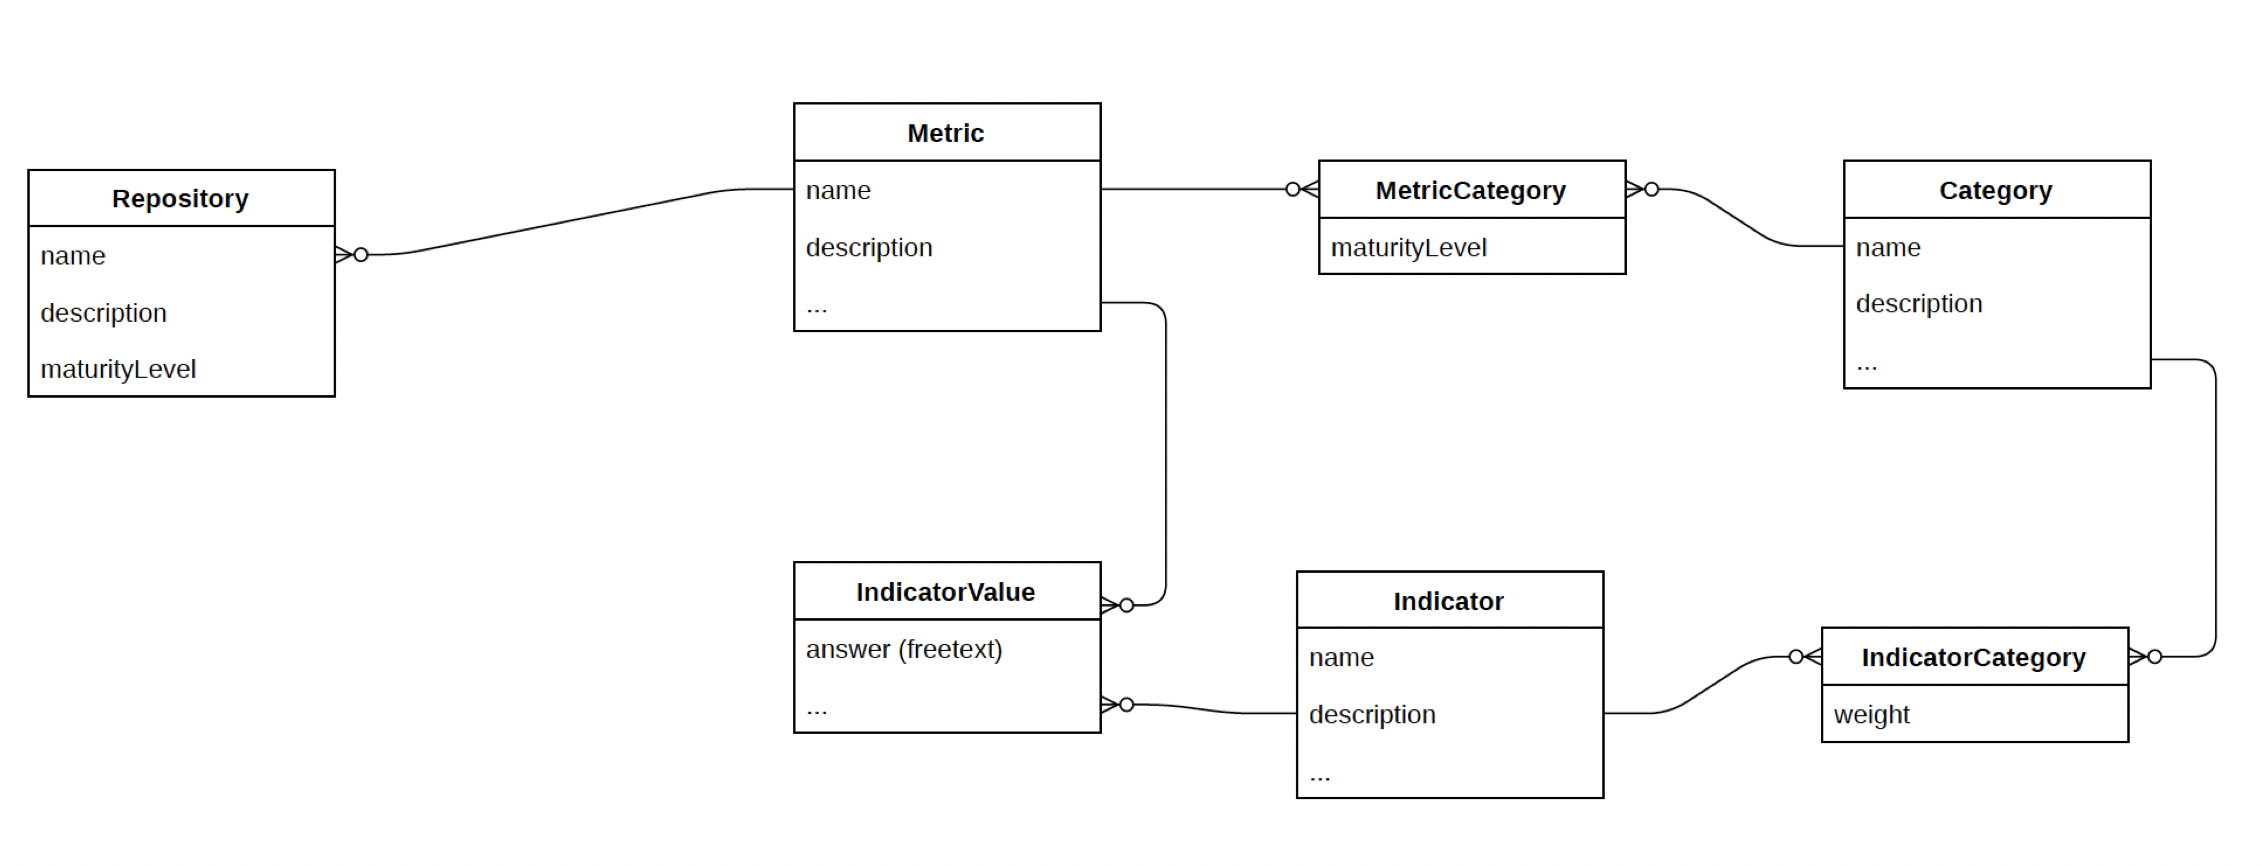 Repository
name
description
maturityLevel
Metric
name
description
...
MetricCategory
maturityLevel
Category
name
description
...
IndicatorValue
answer (freetext)
...
Indicator
name
description
...
IndicatorCategory
weight